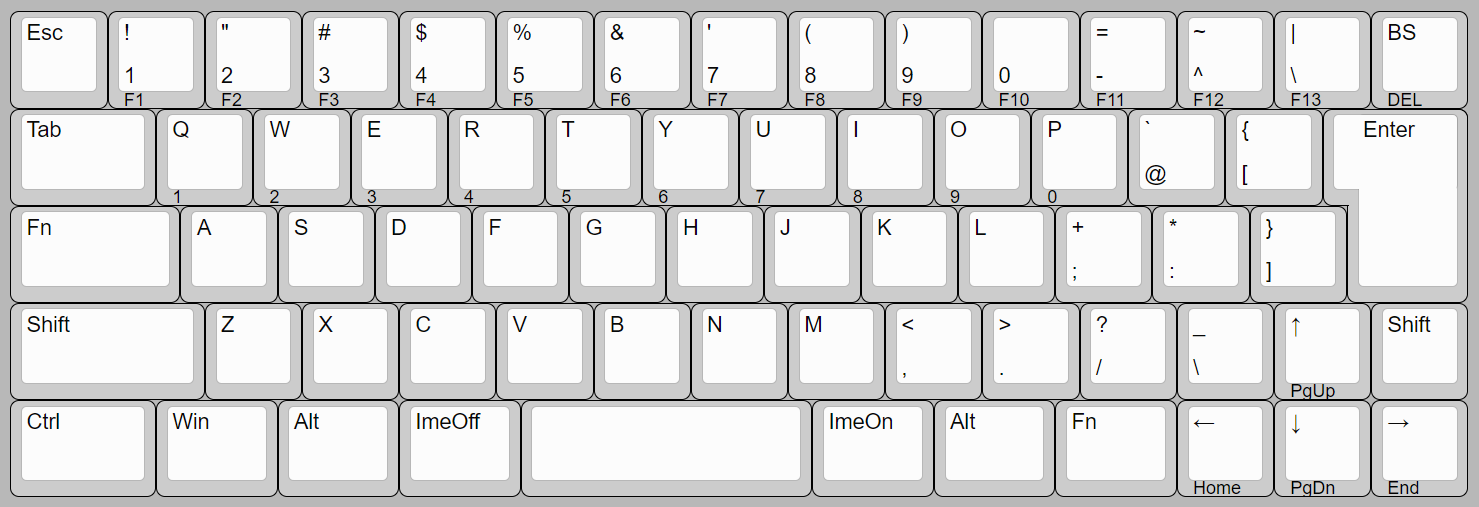 Esc ! " # $ % & ' ( ) = ~ | BS
1 2 3 4 5 6 7 8 9 0 - ^ \
F1 F2 F3 F4 F5 F6 F7 F8 F9 F10 F11 F12 F13 DEL
Tab Q W E R T Y U I O P ` { Enter
@ [
1 2 3 4 5 6 7 8 9 0
Fn A S D F G H J K L + * }
; : ]
Shift Z X C V B N M < > ? _ ↑ Shift
, . / \
PgUp
Ctrl Win Alt ImeOff ImeOn Alt Fn ← ↓ →
Home PgDn End